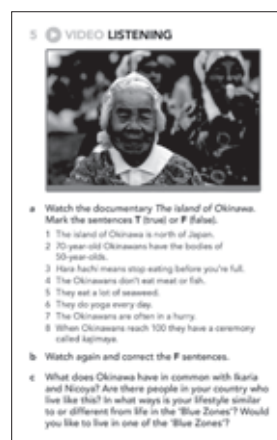 5 VIDEO LISTENING
a Watch the documentary The Island of Okinawa.
Mark the sentences T (true) or F (false).
1 The island of Okinawa is north of Japan.
2 70-year-old Okinawans have the bodies of
50-year-olds.
3 Hara hachi means stop eating before you're full.
4 The Okinawans don't eat meat or fish.
5 They eat a lot of seaweed.
6 They do yoga every day.
7 The Okinawans are often in a hurry.
8 When Okinawans reach 100 they have a ceremony
called kajimaya.
b Watch again and correct the F sentences.
c What does Okinawa have in common with Ikaria
and Nicoya? Are there people in your country who
live like this? In what ways is your lifestyle similar
to or different from life in the 'Blue Zones'? Would
you like to live in one of the 'Blue Zones'?